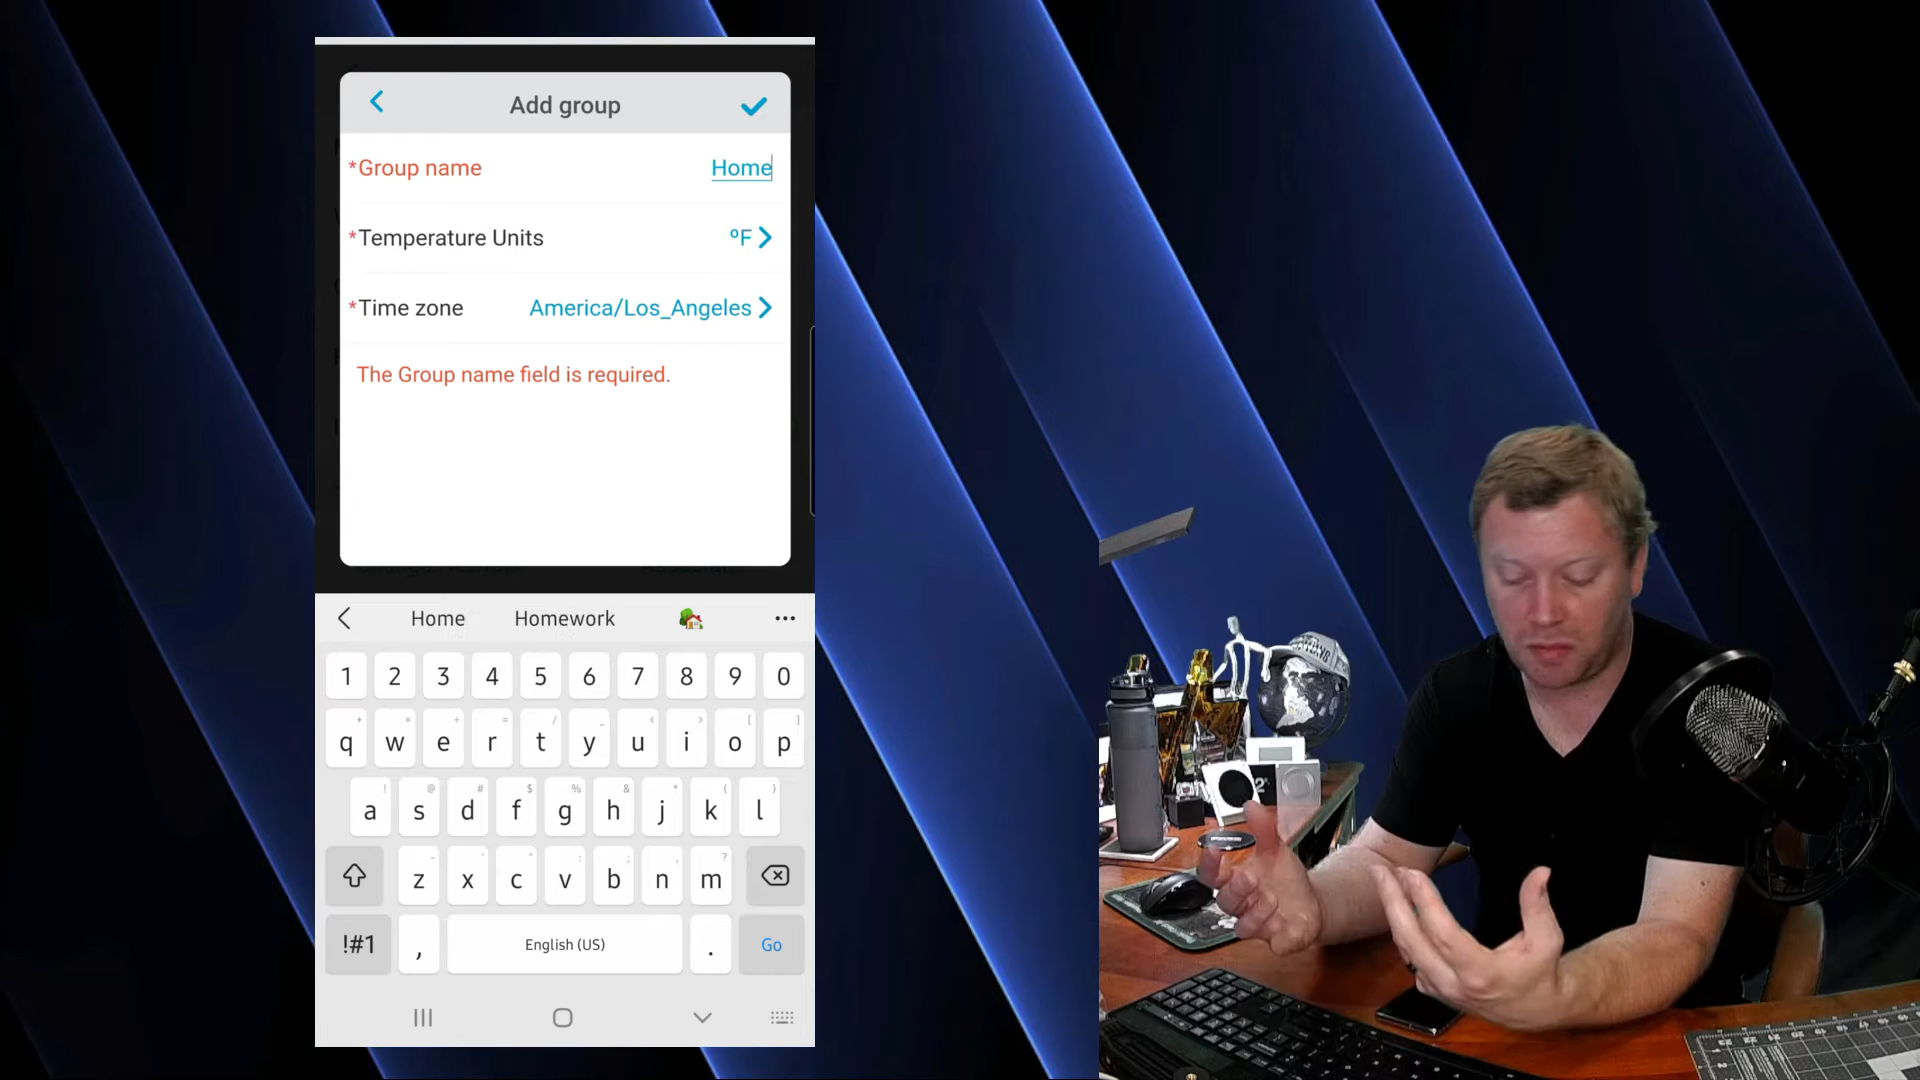 Add group
*Group name Home
*Temperature Units ºF
*Time zone America/Los_Angeles
The Group name field is required.
Home Homework
1 2 3 4 5 6 7 8 9 0
q w e r t y u i o p
a s d f g h j k l
z x c v b n m
!#1 , English (US) . Go